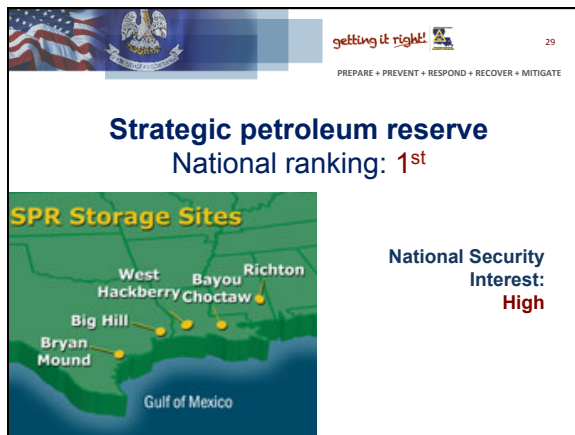 getting it right!
29
PREPARE + PREVENT + RESPOND + RECOVER + MITIGATE
Strategic petroleum reserve
National ranking: 1st
SPR Storage Sites
West
Hackberry
Bayou
Choctaw
Richton
Big Hill
Bryan
Mound
Gulf of Mexico
National Security
Interest:
High